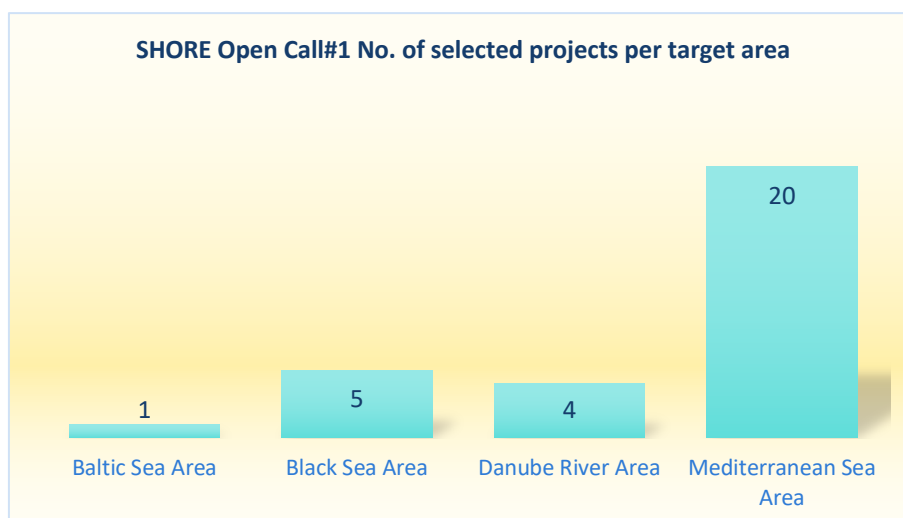 SHORE Open Call#1 No. of selected projects per target area
20
5
4
1
Baltic Sea Area
Black Sea Area
Danube River Area
Mediterranean Sea
Area